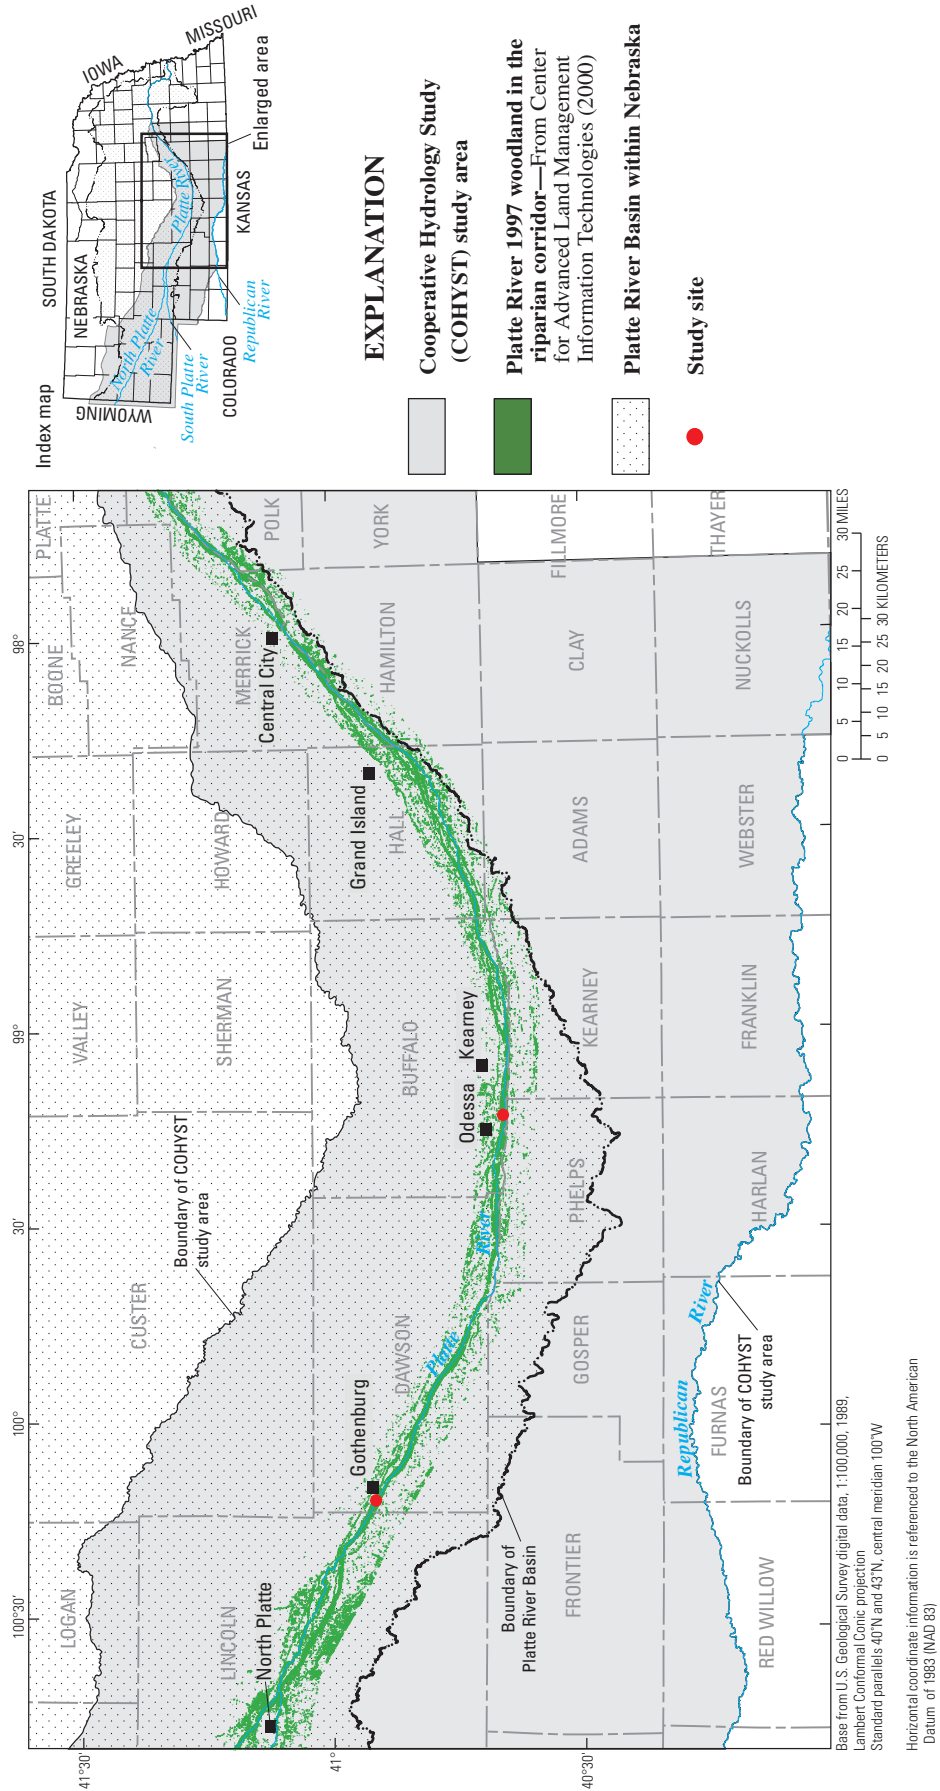 100°30'
100°
30'
99°
30'
98°
41°30'
41°
40°30'
LOGAN
CUSTER
VALLEY
GREELEY
BOONE
PLATTE
NANCE
SHERMAN
HOWARD
MERRICK
POLK
LINCOLN
DAWSON
BUFFALO
HALL
HAMILTON
YORK
FRONTIER
GOSPER
PHELPS
KEARNEY
ADAMS
CLAY
FILLMORE
RED WILLOW
FURNAS
HARLAN
FRANKLIN
WEBSTER
NUCKOLLS
THAYER
North Platte
Gothenburg
Odessa
Kearney
Grand Island
Central City
Platte
River
Republican
River
Boundary of COHYST
study area
Boundary of
Platte River Basin
Boundary of COHYST
study area
Base from U.S. Geological Survey digital data, 1:100,000, 1989,
Lambert Conformal Conic projection
Standard parallels 40°N and 43°N, central meridian 100°W
Horizontal coordinate information is referenced to the North American
Datum of 1983 (NAD 83)
0 5 10 15 20 25 30 MILES
0 5 10 15 20 25 30 KILOMETERS
Index map
SOUTH DAKOTA
WYOMING
NEBRASKA
IOWA
MISSOURI
COLORADO
KANSAS
North Platte
River
South Platte
River
Platte River
Republican
River
Enlarged area
EXPLANATION
Cooperative Hydrology Study
(COHYST) study area
Platte River 1997 woodland in the
riparian corridor—From Center
for Advanced Land Management
Information Technologies (2000)
Platte River Basin within Nebraska
Study site